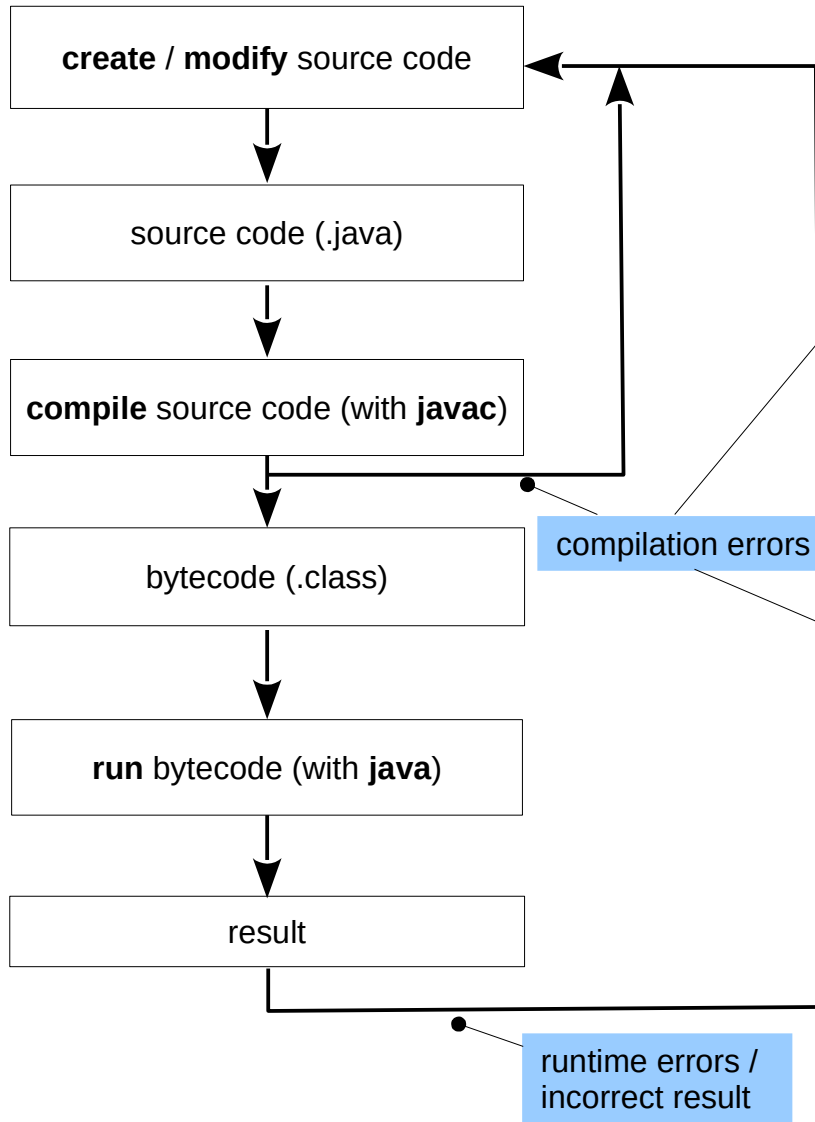 create / modify source code
source code (.java)
compile source code (with javac)
compilation errors
bytecode (.class)
run bytecode (with java)
result
runtime errors /
incorrect result